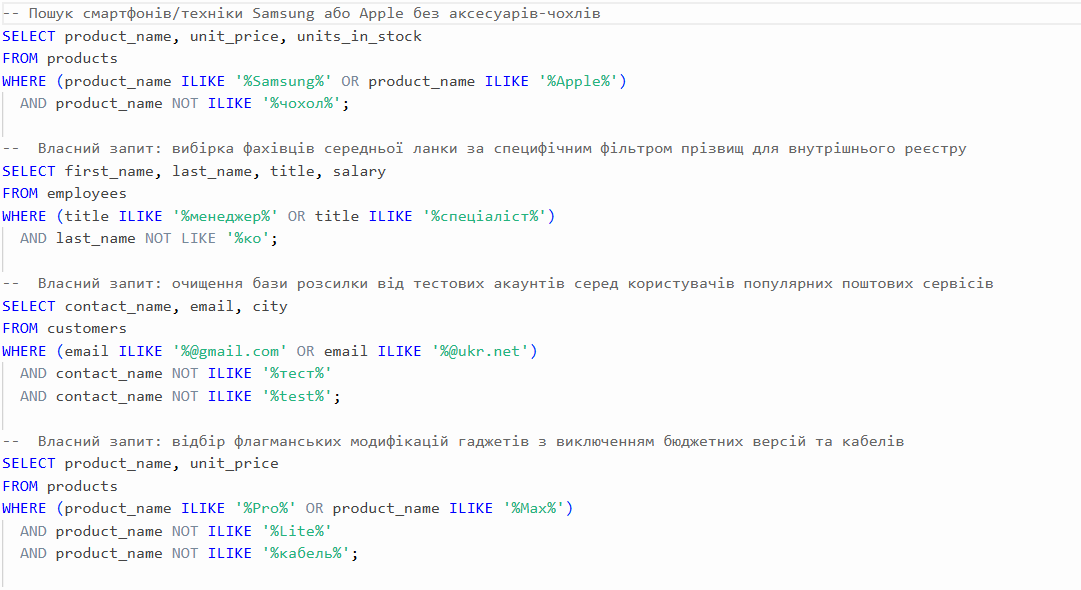 -- Пошук смартфонів/техніки Samsung або Apple без аксесуарів-чохлів
SELECT product_name, unit_price, units_in_stock
FROM products
WHERE (product_name ILIKE '%Samsung%' OR product_name ILIKE '%Apple%')
  AND product_name NOT ILIKE '%чохол%';

--  Власний запит: вибірка фахівців середньої ланки за специфічним фільтром прізвищ для внутрішнього реєстру
SELECT first_name, last_name, title, salary
FROM employees
WHERE (title ILIKE '%менеджер%' OR title ILIKE '%спеціаліст%')
  AND last_name NOT LIKE '%ко';

--  Власний запит: очищення бази розсилки від тестових акаунтів серед користувачів популярних поштових сервісів
SELECT contact_name, email, city
FROM customers
WHERE (email ILIKE '%@gmail.com' OR email ILIKE '%@ukr.net')
  AND contact_name NOT ILIKE '%тест%'
  AND contact_name NOT ILIKE '%test%';

--  Власний запит: відбір флагманських модифікацій гаджетів з виключенням бюджетних версій та кабелів
SELECT product_name, unit_price
FROM products
WHERE (product_name ILIKE '%Pro%' OR product_name ILIKE '%Max%')
  AND product_name NOT ILIKE '%Lite%'
  AND product_name NOT ILIKE '%кабель%';